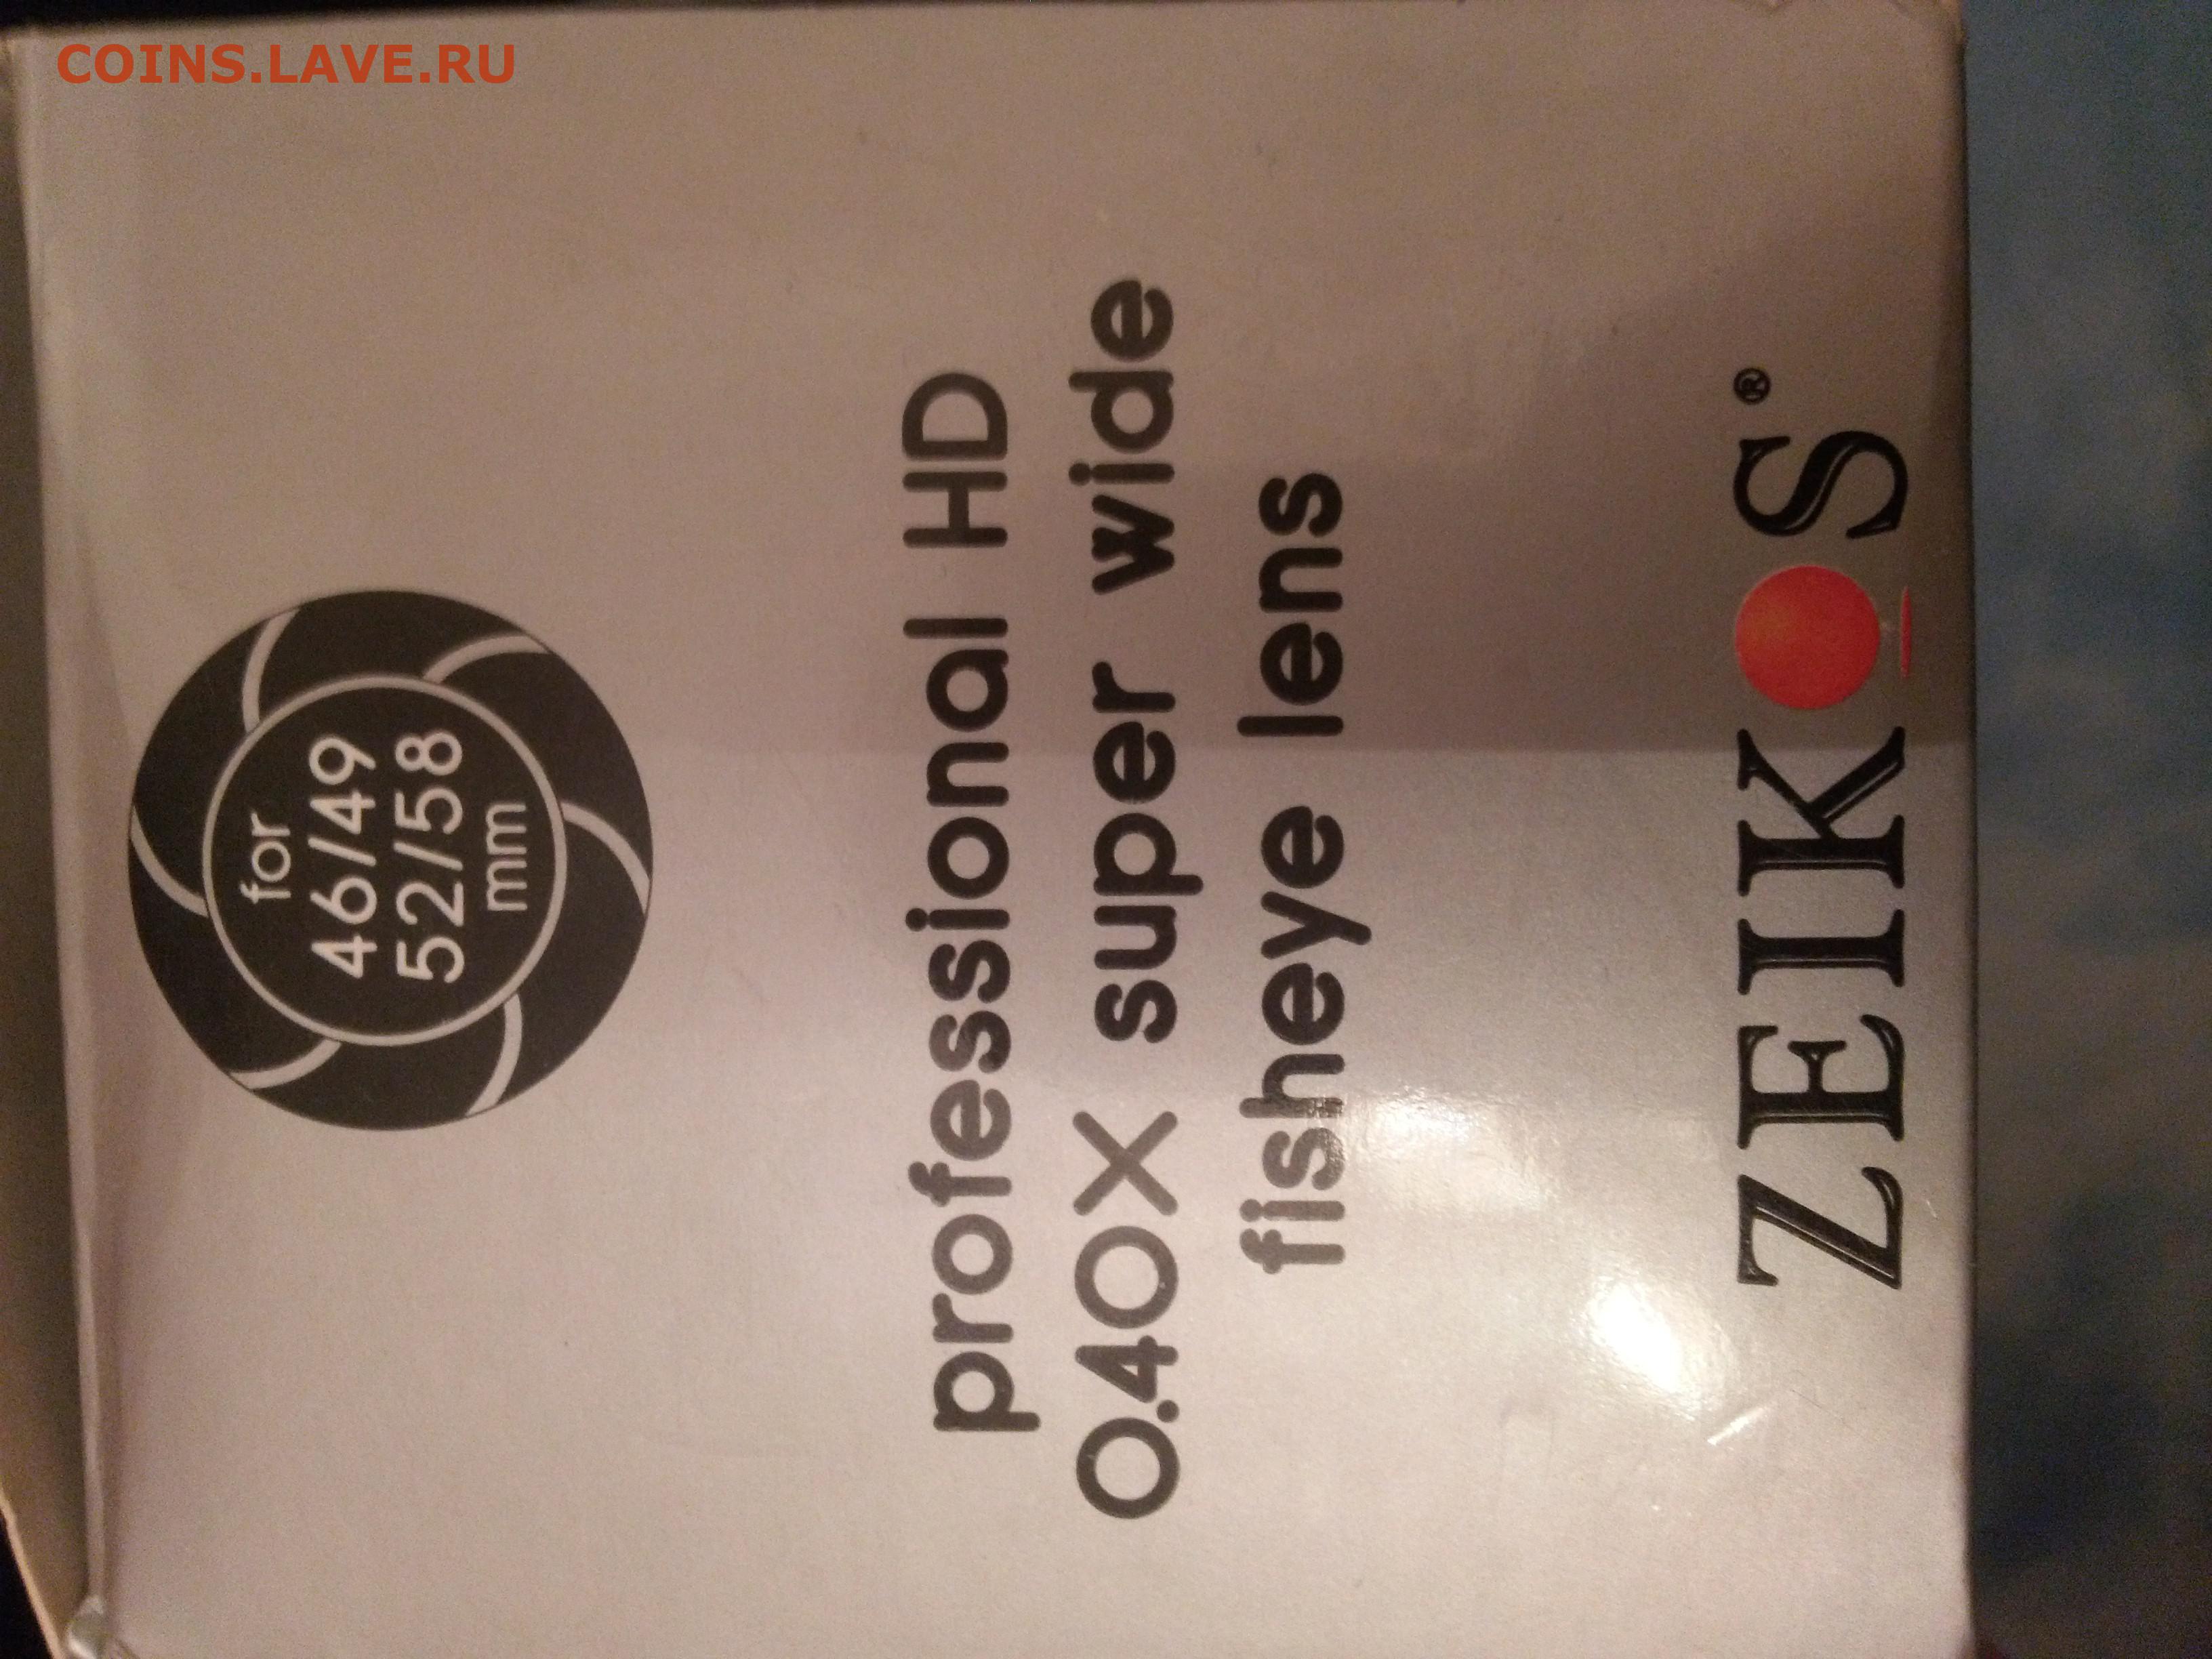 COINS.LAVE.RU
for
46/49
52/58
mm
professional HD
0.40X super wide
fisheye lens
ZEIKOS®